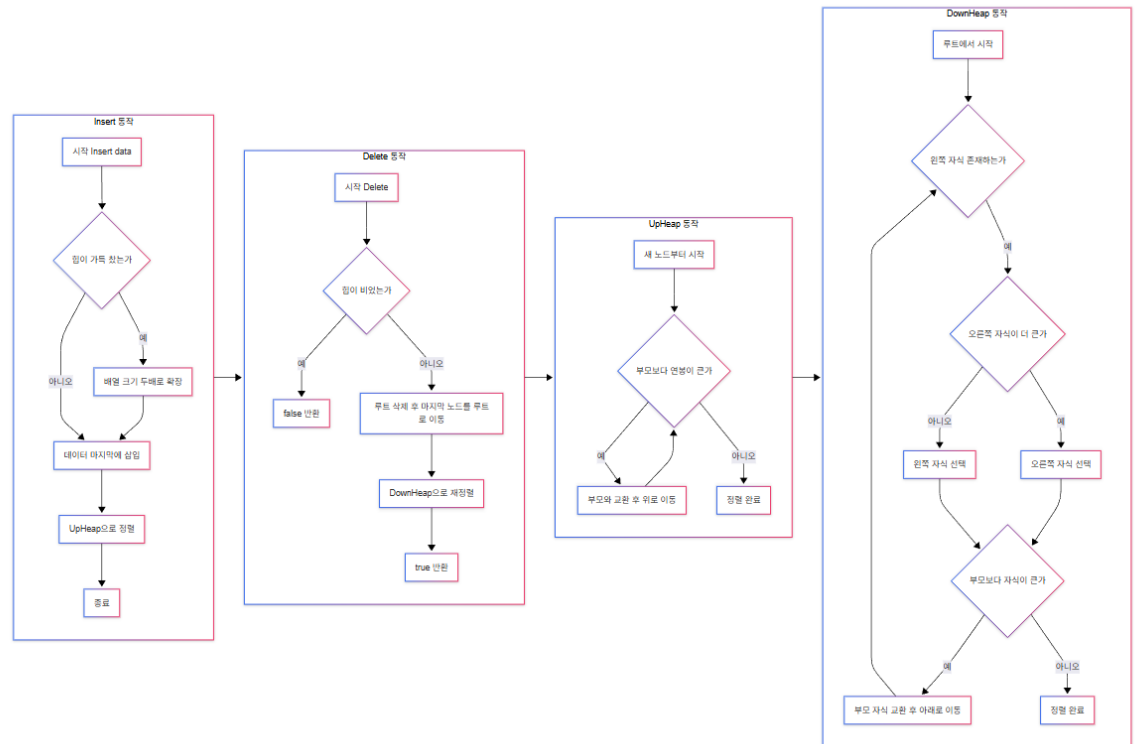 Insert 동작
시작 Insert data
힙이 가득 찼는가
예
아니오
배열 크기 두배로 확장
데이터 마지막에 삽입
UpHeap으로 정렬
종료
Delete 동작
시작 Delete
힙이 비었는가
예
아니오
false 반환
루트 삭제 후 마지막 노드를 루트
로 이동
DownHeap으로 재정렬
true 반환
UpHeap 동작
새 노드부터 시작
부모보다 연봉이 큰가
예
아니오
부모와 교환 후 위로 이동
정렬 완료
DownHeap 동작
루트에서 시작
왼쪽 자식 존재하는가
예
오른쪽 자식이 더 큰가
아니오
예
왼쪽 자식 선택
오른쪽 자식 선택
부모보다 자식이 큰가
예
아니오
부모 자식 교환 후 아래로 이동
정렬 완료